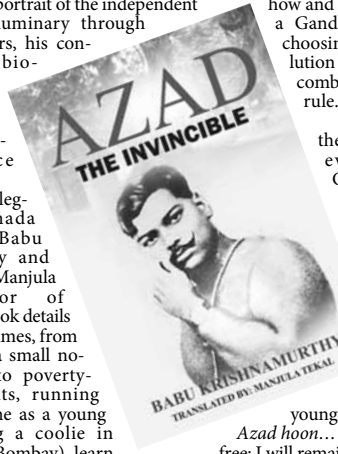 portrait of the independent
luminary through
rs, his con-
bio-
ce
leg-
nada
Babu
y and
Manjula
or of
ok details
mes, from
a small no-
to poverty-
ts, running
me as a young
g a coolie in
Bombay), learn
AZAD
THE INVINCIBLE
BABU KRISHNAMURTHY
TRANSLATED BY: MANJULA TEKAL
how and
a Gand
choosin
lution
comb
rule.
the
ev
young
Azad hoon…
free; I will remai